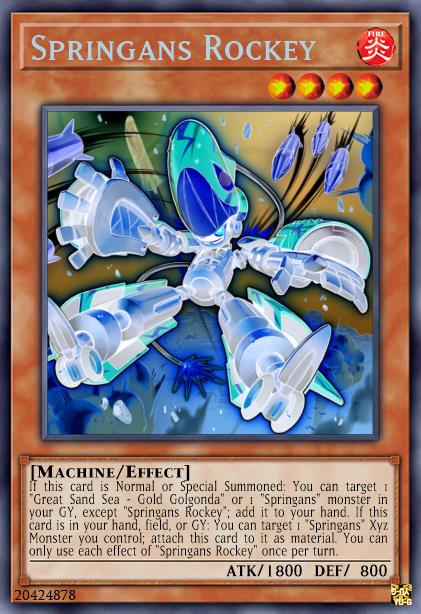 Springans Rockey
FIRE
炎
[Machine/Effect]
If this card is Normal or Special Summoned: You can target 1
"Great Sand Sea - Gold Golgonda" or 1 "Springans" monster in
your GY, except "Springans Rockey"; add it to your hand. If this
card is in your hand, field, or GY: You can target 1 "Springans" Xyz
Monster you control; attach this card to it as material. You can
only use each effect of "Springans Rockey" once per turn.
ATK/1800 DEF/ 800
20424878